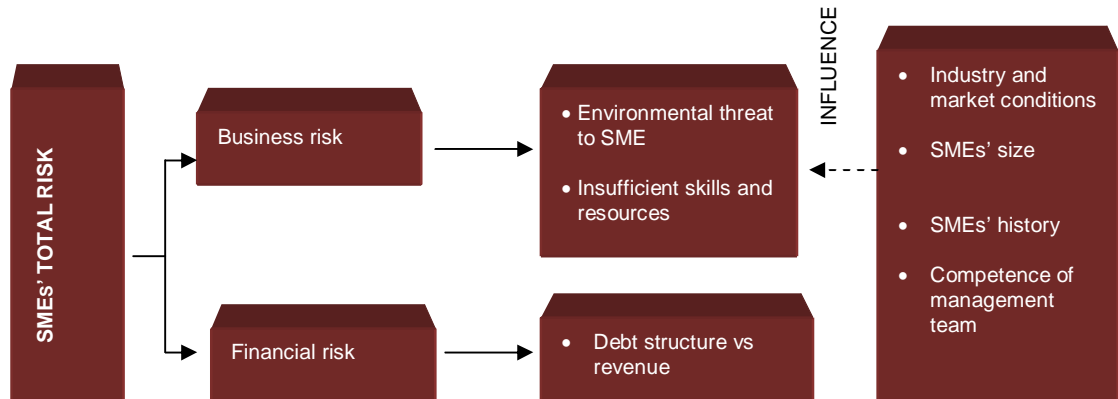 SMEs' TOTAL RISK
Business risk
Financial risk
• Environmental threat
to SME
• Insufficient skills and
resources
• Debt structure vs
revenue
INFLUENCE
• Industry and
market conditions
• SMEs' size
• SMEs' history
• Competence of
management
team